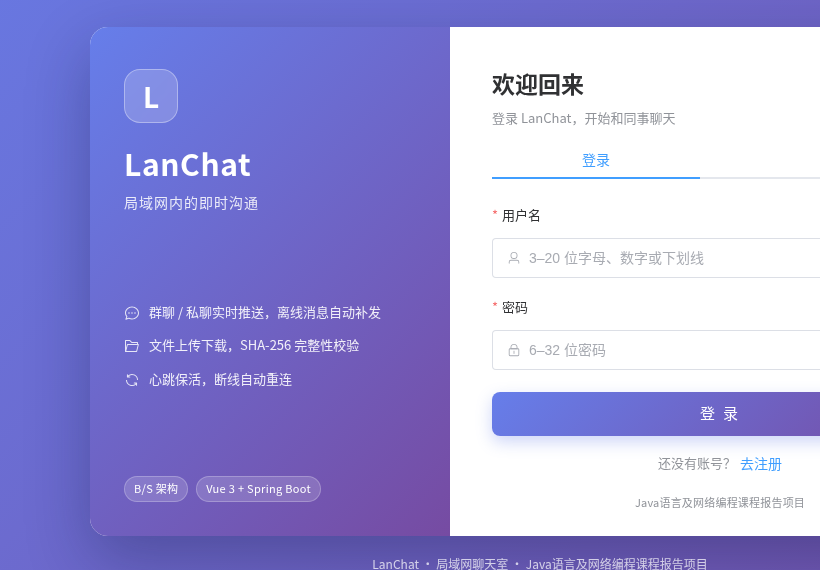 L
LanChat
局域网内的即时沟通
群聊 / 私聊实时推送，离线消息自动补发
文件上传下载，SHA-256 完整性校验
心跳保活，断线自动重连
B/S 架构
Vue 3 + Spring Boot
欢迎回来
登录 LanChat，开始和同事聊天
登录
* 用户名
3–20 位字母、数字或下划线
* 密码
6–32 位密码
登 录
还没有账号？ 去注册
Java语言及网络编程课程报告项目
LanChat · 局域网聊天室 · Java语言及网络编程课程报告项目